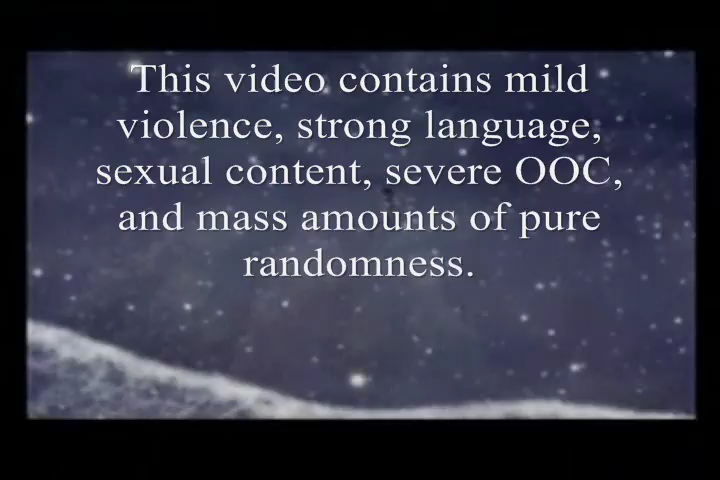 This video contains mild
violence, strong language,
sexual content, severe OOC,
and mass amounts of pure
randomness.